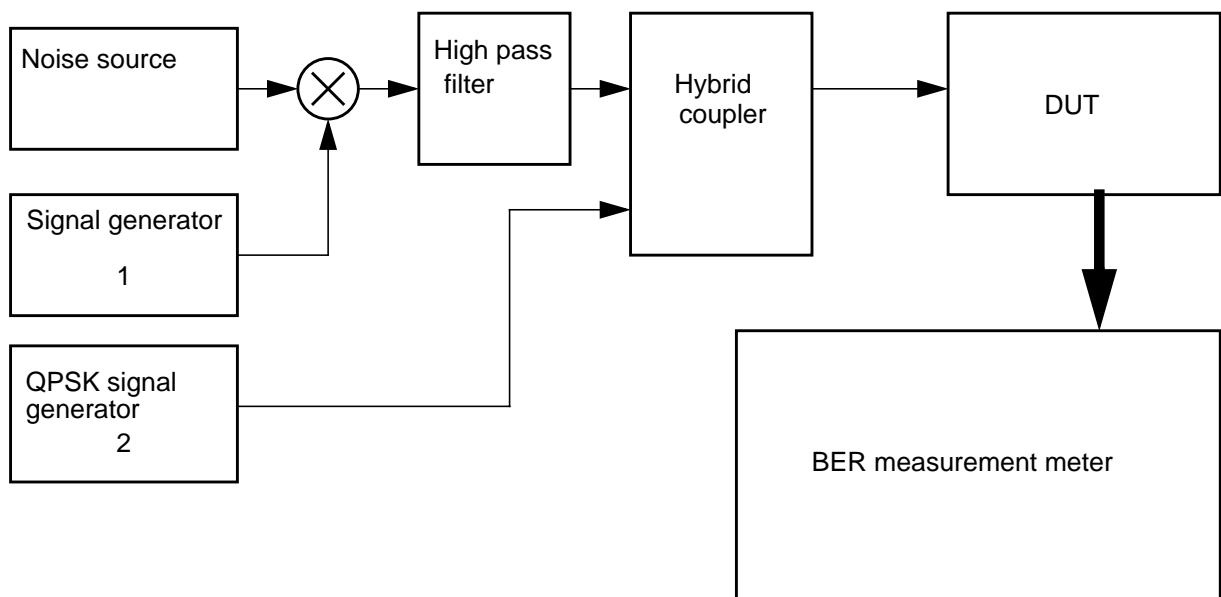 Noise source
High pass
filter
Hybrid
coupler
DUT
Signal generator
1
QPSK signal
generator
2
BER measurement meter